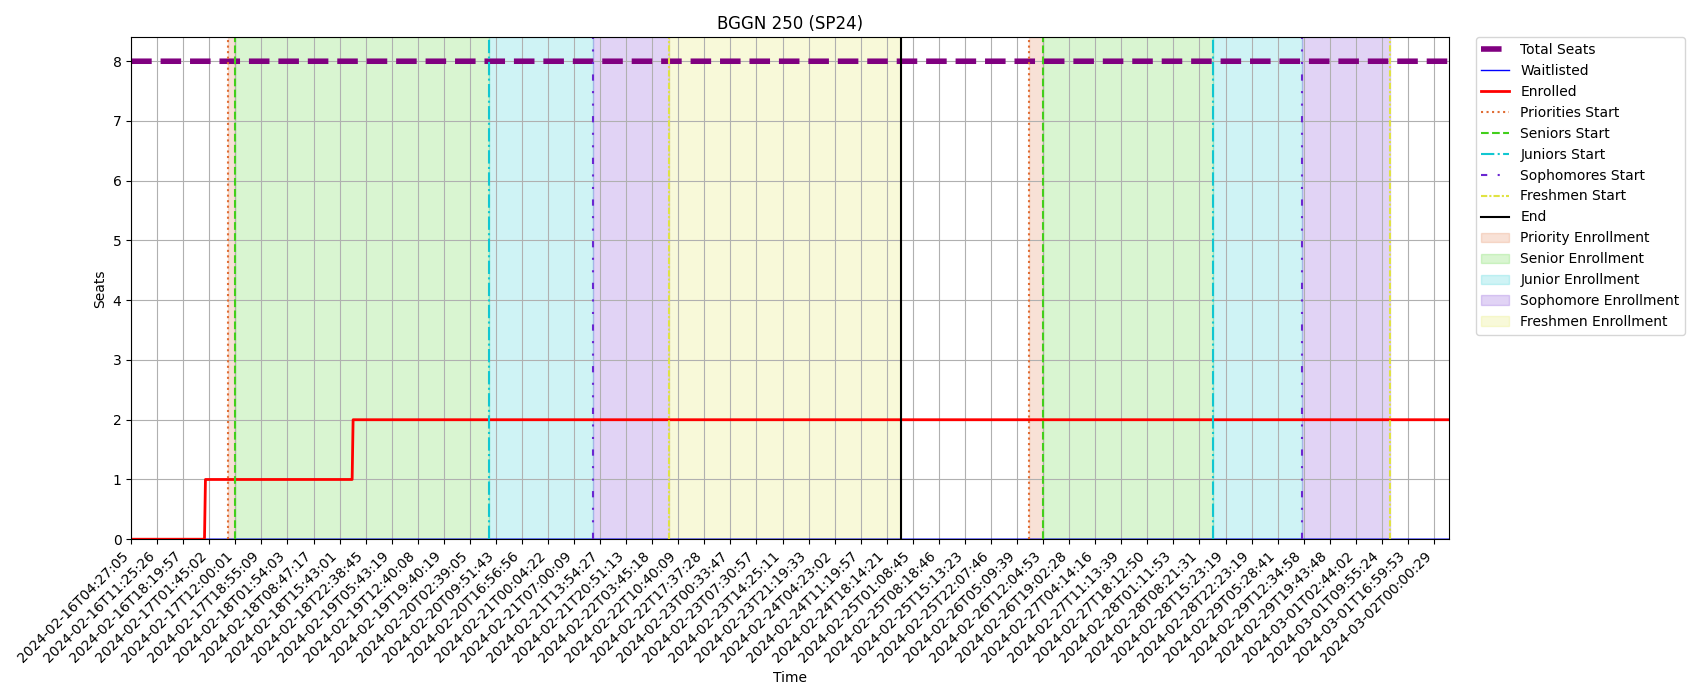 BGGN 250 (SP24)
Total Seats
Waitlisted
Enrolled
Priorities Start
Seniors Start
Juniors Start
Sophomores Start
Freshmen Start
End
Priority Enrollment
Senior Enrollment
Junior Enrollment
Sophomore Enrollment
Freshmen Enrollment
Seats
8
7
6
5
4
3
2
1
0
2024-02-16T04:27:05
2024-02-16T11:25:26
2024-02-16T18:19:57
2024-02-17T01:45:02
2024-02-17T12:00:01
2024-02-17T18:55:09
2024-02-18T01:54:03
2024-02-18T08:47:17
2024-02-18T15:43:01
2024-02-18T22:38:45
2024-02-19T05:43:19
2024-02-19T12:40:08
2024-02-19T19:40:19
2024-02-20T02:39:05
2024-02-20T09:51:43
2024-02-20T16:56:56
2024-02-21T00:04:22
2024-02-21T07:00:09
2024-02-21T13:54:27
2024-02-21T20:51:13
2024-02-22T03:45:18
2024-02-22T10:40:09
2024-02-22T17:37:28
2024-02-23T00:33:47
2024-02-23T07:30:57
2024-02-23T14:25:11
2024-02-23T21:19:33
2024-02-24T04:23:02
2024-02-24T11:19:57
2024-02-24T18:14:21
2024-02-25T01:08:45
2024-02-25T08:18:46
2024-02-25T15:13:23
2024-02-25T22:07:46
2024-02-26T05:09:39
2024-02-26T12:04:53
2024-02-26T19:02:28
2024-02-27T04:14:16
2024-02-27T11:13:39
2024-02-27T18:12:50
2024-02-28T01:11:53
2024-02-28T08:21:31
2024-02-28T15:23:19
2024-02-28T22:23:19
2024-02-29T05:28:41
2024-02-29T12:34:58
2024-02-29T19:43:48
2024-03-01T02:44:02
2024-03-01T09:55:24
2024-03-01T16:59:53
2024-03-02T00:00:29
Time